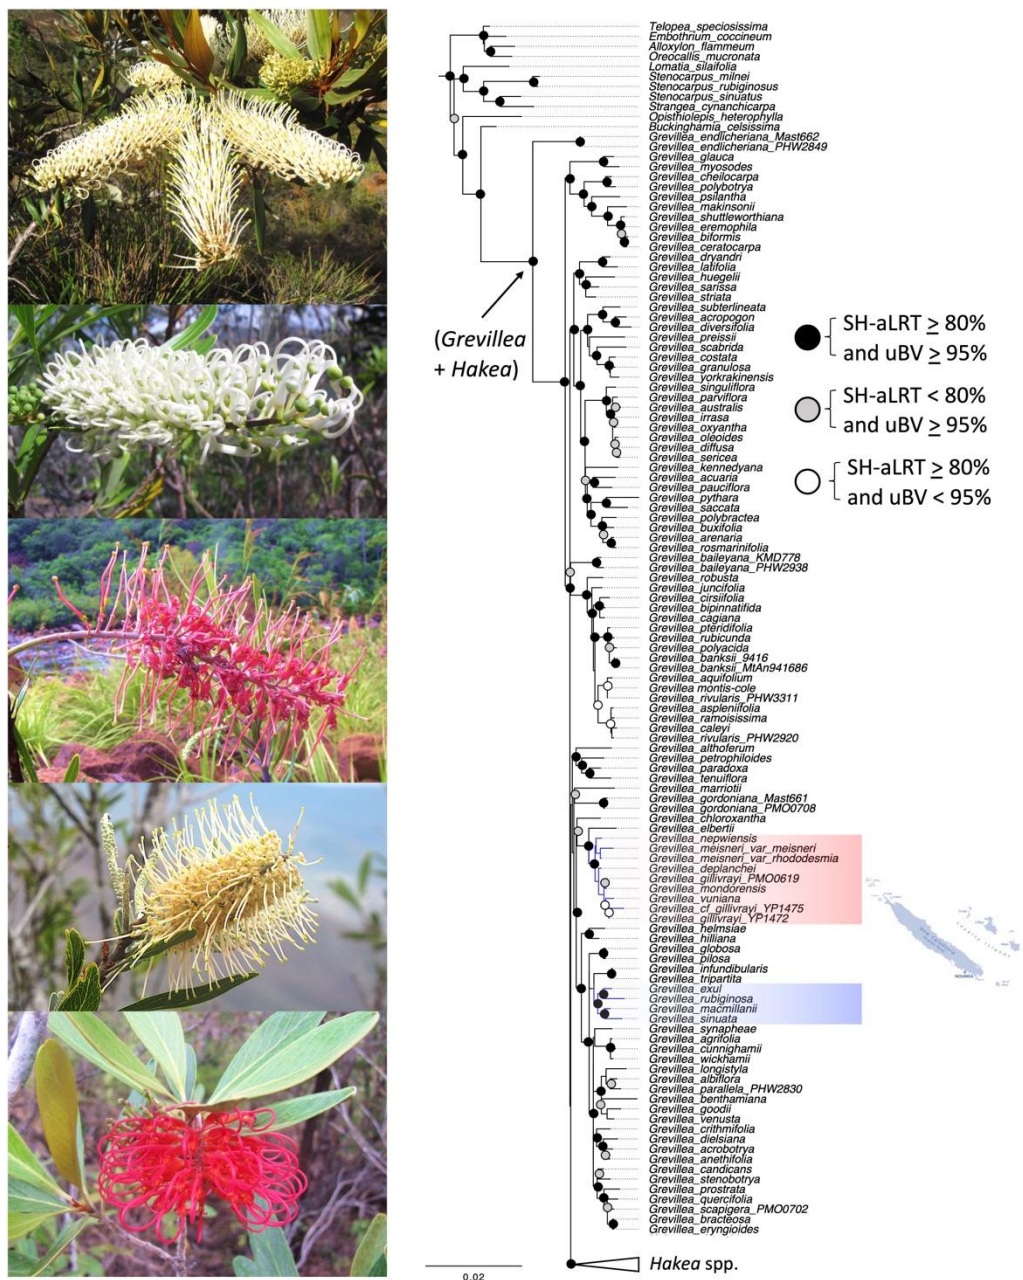 Telopea_speciosissima
Embothrium_coccineum
Alloxylon_flammeum
Oreocallis_mucronata
Lomatia_silaifolia
Stenocarpus_milnei
Stenocarpus_rubiginosus
Stenocarpus_sinuatus
Strangea_cynanchicarpa
Opisthiolepis_heterophylla
Buckinghamia_celsissima
Grevillea_endlicheriana_Mast662
Grevillea_endlicheriana_PHW2849
Grevillea_glauca
Grevillea_myosodes
Grevillea_cheilocarpa
Grevillea_polybotrya
Grevillea_psilantha
Grevillea_makinsonii
Grevillea_shuttleworthiana
Grevillea_eremophila
Grevillea_biformis
Grevillea_ceratocarpa
Grevillea_dryandri
Grevillea_latifolia
Grevillea_huegelii
Grevillea_sarissa
Grevillea_striata
Grevillea_subterlineata
Grevillea_acropogon
Grevillea_diversifolia
Grevillea_preissii
Grevillea_scabrida
Grevillea_costata
Grevillea_granulosa
Grevillea_yorkrakinensis
Grevillea_singuliflora
Grevillea_parviflora
Grevillea_australis
Grevillea_irrasa
Grevillea_oxyantha
Grevillea_oleoides
Grevillea_diffusa
Grevillea_sericea
Grevillea_kennedyana
Grevillea_acuaria
Grevillea_pauciflora
Grevillea_pythara
Grevillea_saccata
Grevillea_polybractea
Grevillea_buxifolia
Grevillea_arenaria
Grevillea_rosmarinifolia
Grevillea_baileyana_KMD778
Grevillea_baileyana_PHW2938
Grevillea_robusta
Grevillea_juncifolia
Grevillea_cirsiifolia
Grevillea_bipinnatifida
Grevillea_cagiana
Grevillea_pteridifolia
Grevillea_rubicunda
Grevillea_polyacida
Grevillea_banksii_9416
Grevillea_banksii_MtAn941686
Grevillea_aquifolium
Grevillea montis-cole
Grevillea_rivularis_PHW3311
Grevillea_aspleniifolia
Grevillea_ramoisissima
Grevillea_caleyi
Grevillea_rivularis_PHW2920
Grevillea_althoferum
Grevillea_petrophiloides
Grevillea_paradoxa
Grevillea_tenuiflora
Grevillea_marriotii
Grevillea_gordoniana_Mast661
Grevillea_gordoniana_PMO0708
Grevillea_chloroxantha
Grevillea_elbertii
Grevillea_nepwiensis
Grevillea_meisneri_var_meisneri
Grevillea_meisneri_var_rhododesmia
Grevillea_deplanchei
Grevillea_gillivrayi_PMO0619
Grevillea_mondorensis
Grevillea_vuniana
Grevillea_cf_gillivrayi_YP1475
Grevillea_gillivrayi_YP1472
Grevillea_helmsiae
Grevillea_hilliana
Grevillea_globosa
Grevillea_pilosa
Grevillea_infundibularis
Grevillea_tripartita
Grevillea_exul
Grevillea_rubiginosa
Grevillea_macmillanii
Grevillea_sinuata
Grevillea_synapheae
Grevillea_agrifolia
Grevillea_cunnighamii
Grevillea_wickhamii
Grevillea_longistyla
Grevillea_albiflora
Grevillea_parallela_PHW2830
Grevillea_benthamiana
Grevillea_goodii
Grevillea_venusta
Grevillea_crithmifolia
Grevillea_dielsiana
Grevillea_acrobotrya
Grevillea_anethifolia
Grevillea_candicans
Grevillea_stenobotrya
Grevillea_prostrata
Grevillea_quercifolia
Grevillea_scapigera_PMO0702
Grevillea_bracteosa
Grevillea_eryngioides
Hakea spp.
(Grevillea
+ Hakea)
SH-aLRT ≥ 80%
and uBV ≥ 95%
SH-aLRT < 80%
and uBV ≥ 95%
SH-aLRT ≥ 80%
and uBV < 95%
NOUMEA
0.02